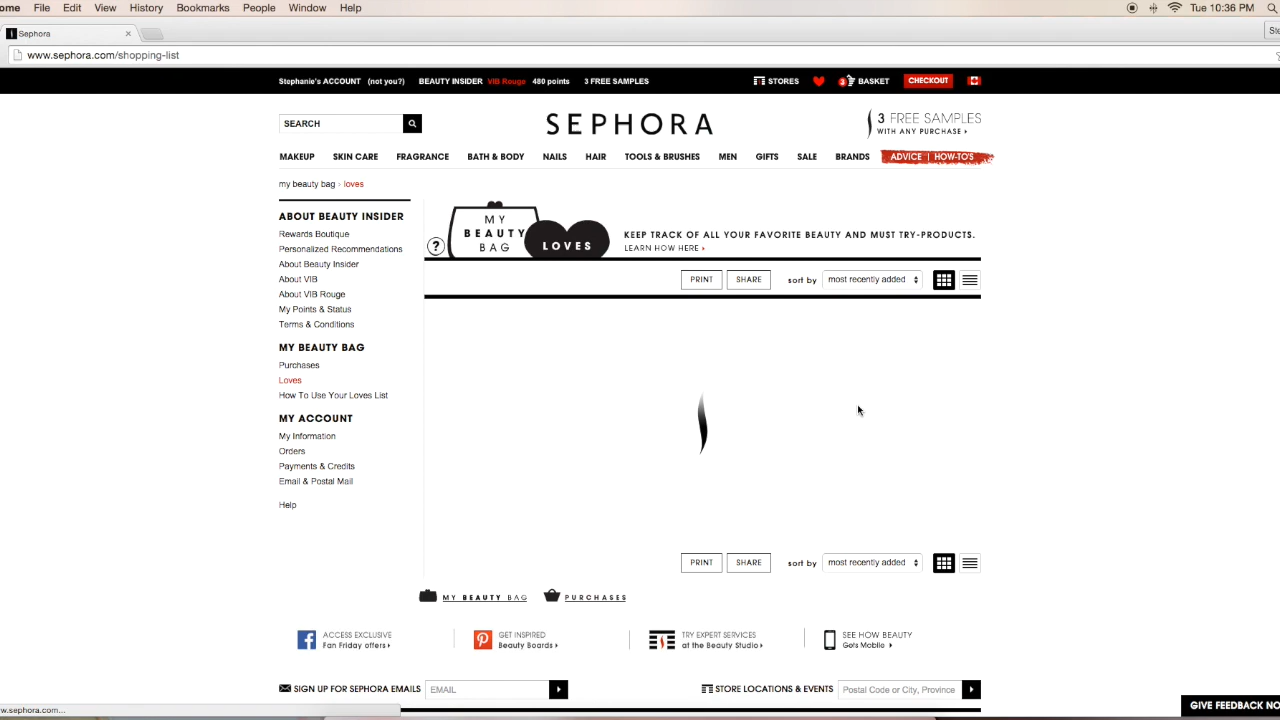 File Edit View History Bookmarks People Window Help Tue 10:36 PM
Sephora
www.sephora.com/shopping-list
Stephanie's ACCOUNT (not you?) BEAUTY INSIDER VIB Rouge 480 points 3 FREE SAMPLES STORES 3 BASKET CHECKOUT
SEARCH
SEPHORA
3 FREE SAMPLES
WITH ANY PURCHASE
MAKEUP SKIN CARE FRAGRANCE BATH & BODY NAILS HAIR TOOLS & BRUSHES MEN GIFTS SALE BRANDS ADVICE | HOW-TO'S
my beauty bag > loves
ABOUT BEAUTY INSIDER
Rewards Boutique
Personalized Recommendations
About Beauty Insider
About VIB
About VIB Rouge
My Points & Status
Terms & Conditions
MY BEAUTY BAG
Purchases
Loves
How To Use Your Loves List
MY ACCOUNT
My Information
Orders
Payments & Credits
Email & Postal Mail
Help
?
MY
BEAUTY
BAG
LOVES
KEEP TRACK OF ALL YOUR FAVORITE BEAUTY AND MUST TRY-PRODUCTS.
LEARN HOW HERE
PRINT SHARE sort by most recently added
PRINT SHARE sort by most recently added
MY BEAUTY BAG PURCHASES
ACCESS EXCLUSIVE
Fan Friday offers
GET INSPIRED
Beauty Boards
TRY EXPERT SERVICES
at the Beauty Studio
SEE HOW BEAUTY
Gets Mobile
SIGN UP FOR SEPHORA EMAILS EMAIL
STORE LOCATIONS & EVENTS Postal Code or City, Province
w.sephora.com...
GIVE FEEDBACK NO